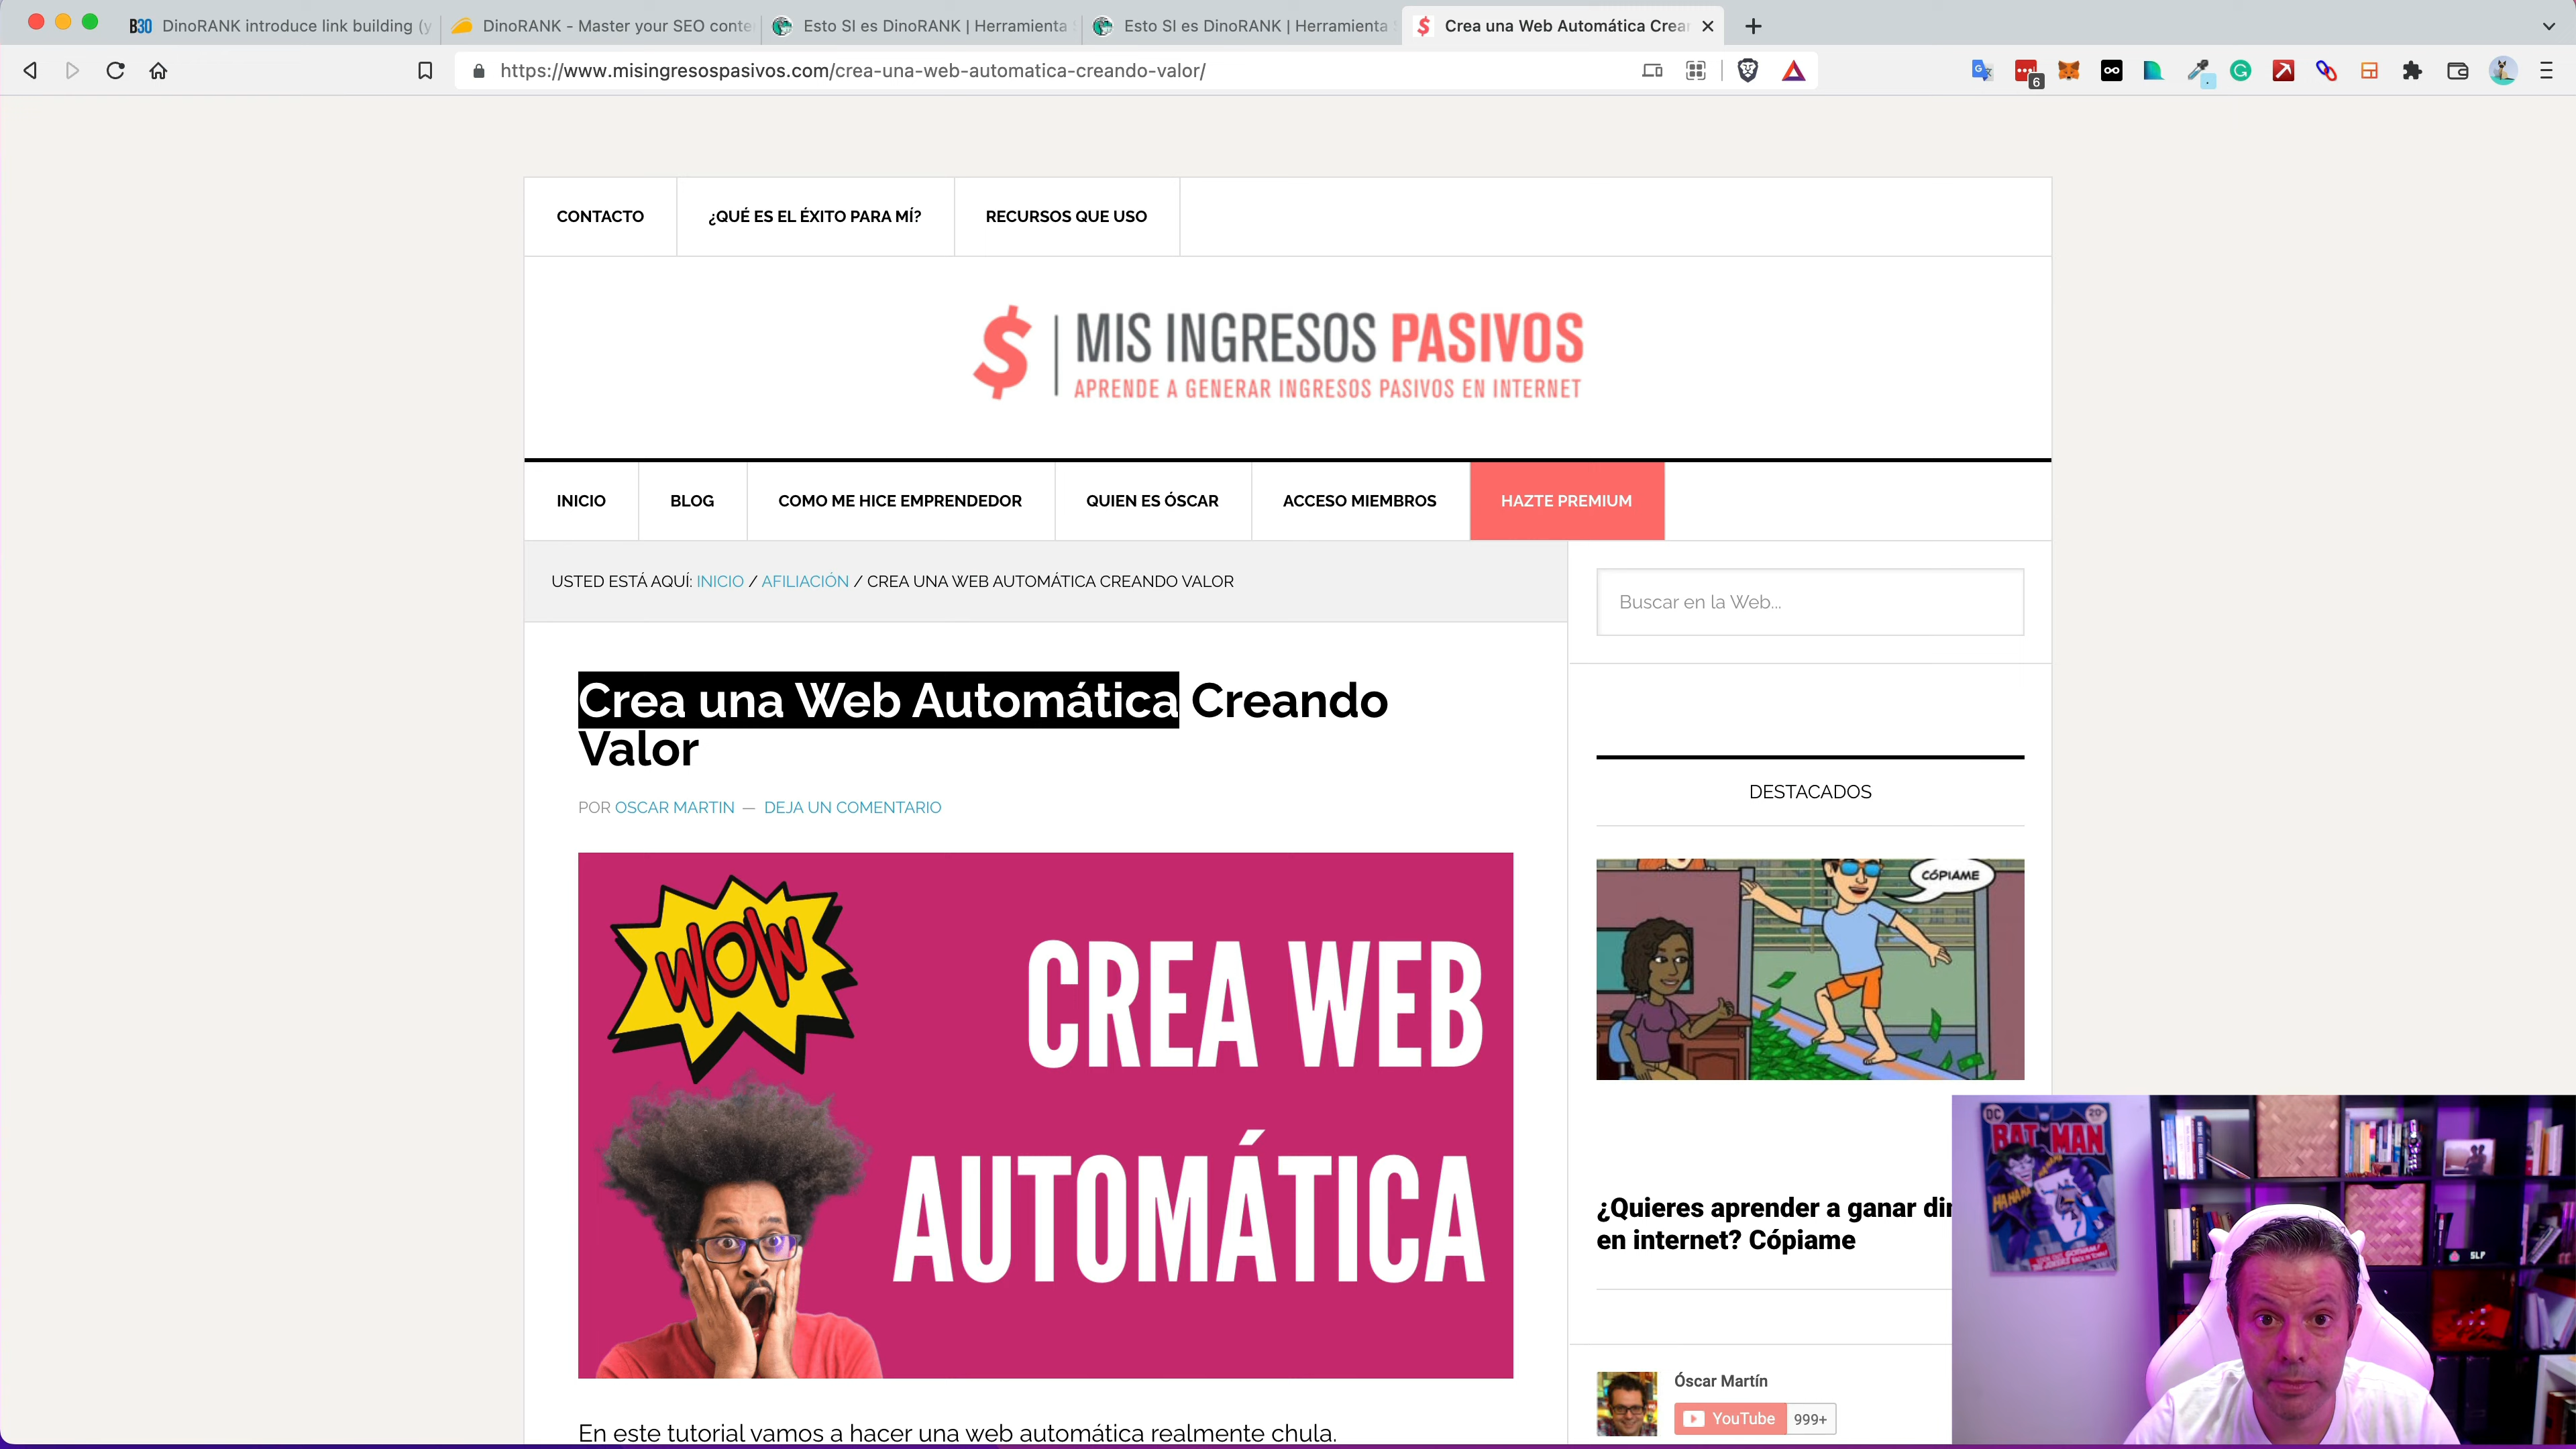 B30 DinoRANK introduce link building (y
DinoRANK - Master your SEO conte
Esto SI es DinoRANK | Herramienta
Esto SI es DinoRANK | Herramienta
Crea una Web Automática Crea
https://www.misingresospasivos.com/crea-una-web-automatica-creando-valor/
6
CONTACTO
¿QUÉ ES EL ÉXITO PARA MÍ?
RECURSOS QUE USO
$ | MIS INGRESOS PASIVOS
APRENDE A GENERAR INGRESOS PASIVOS EN INTERNET
INICIO
BLOG
COMO ME HICE EMPRENDEDOR
QUIEN ES ÓSCAR
ACCESO MIEMBROS
HAZTE PREMIUM
USTED ESTÁ AQUÍ: INICIO / AFILIACIÓN / CREA UNA WEB AUTOMÁTICA CREANDO VALOR
Buscar en la Web...
Crea una Web Automática Creando
Valor
POR OSCAR MARTIN — DEJA UN COMENTARIO
DESTACADOS
WOW
CREA WEB
AUTOMÁTICA
CÓPIAME
¿Quieres aprender a ganar di
en internet? Cópiame
DC
20¢
BATMAN
SLP
Óscar Martín
YouTube 999+
En este tutorial vamos a hacer una web automática realmente chula.